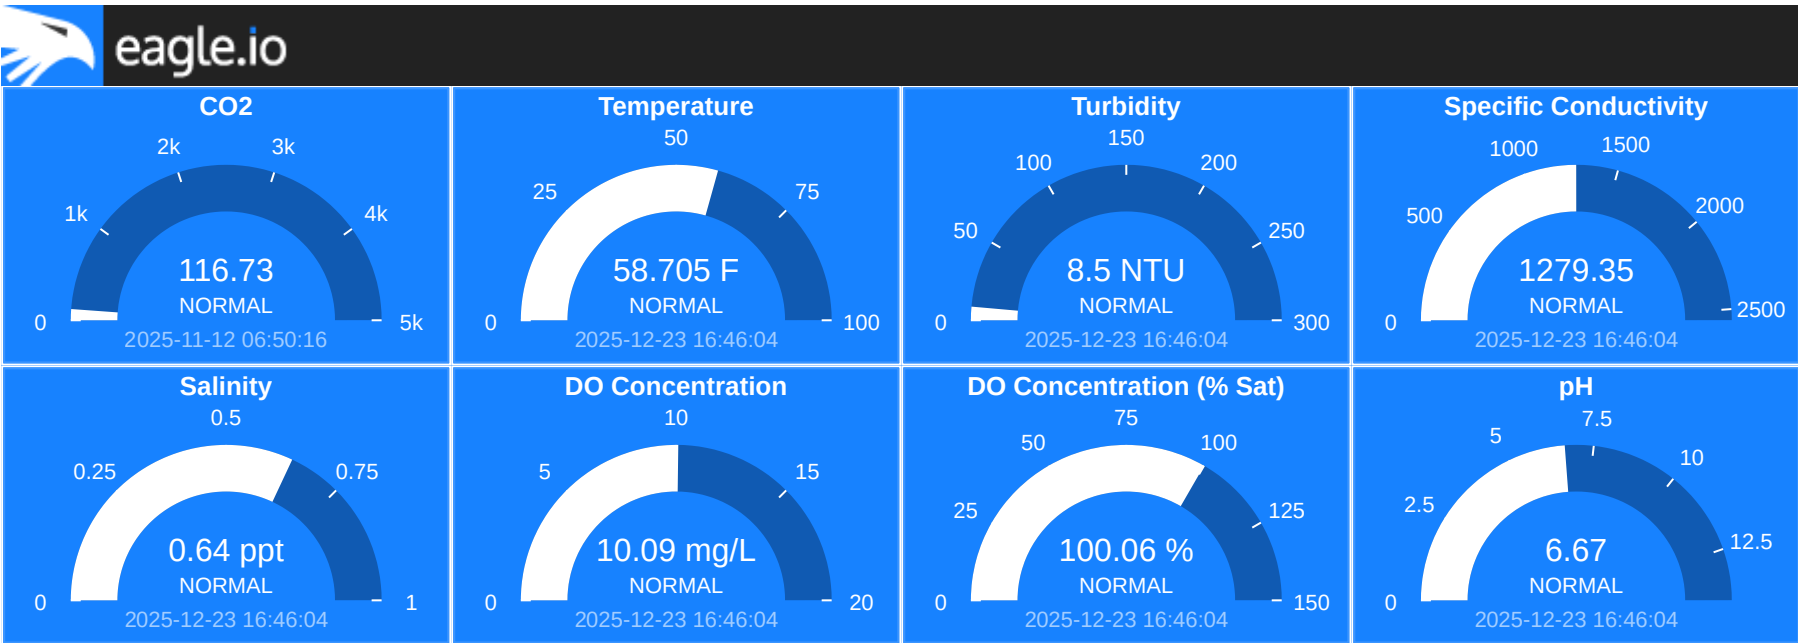 eagle.io
CO2
0
1k
2k
3k
4k
5k
116.73
NORMAL
2025-11-12 06:50:16
Temperature
0
25
50
75
100
58.705 F
NORMAL
2025-12-23 16:46:04
Turbidity
0
50
100
150
200
250
300
8.5 NTU
NORMAL
2025-12-23 16:46:04
Specific Conductivity
0
500
1000
1500
2000
2500
1279.35
NORMAL
2025-12-23 16:46:04
Salinity
0
0.25
0.5
0.75
1
0.64 ppt
NORMAL
2025-12-23 16:46:04
DO Concentration
0
5
10
15
20
10.09 mg/L
NORMAL
2025-12-23 16:46:04
DO Concentration (% Sat)
0
25
50
75
100
125
150
100.06 %
NORMAL
2025-12-23 16:46:04
pH
0
2.5
5
7.5
10
12.5
6.67
NORMAL
2025-12-23 16:46:04